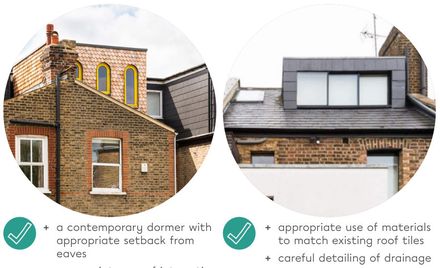 + a contemporary dormer with
appropriate setback from
eaves
+ appropriate use of materials
to match existing roof tiles
+ careful detailing of drainage